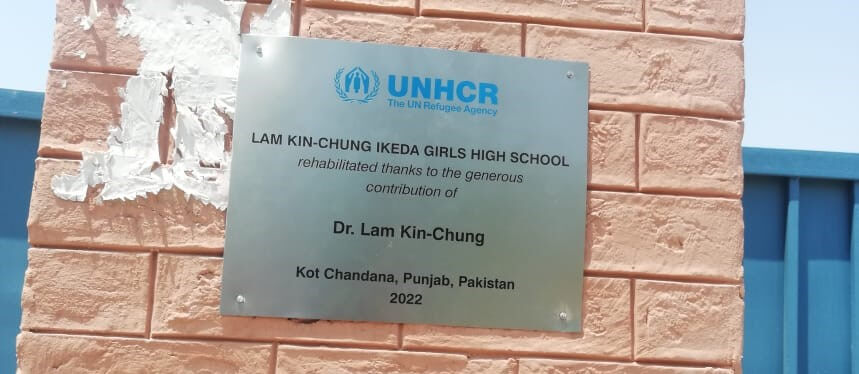 UNHCR
The UN Refugee Agency
LAM KIN-CHUNG IKEDA GIRLS HIGH SCHOOL
rehabilitated thanks to the generous
contribution of
Dr. Lam Kin-Chung
Kot Chandana, Punjab, Pakistan
2022